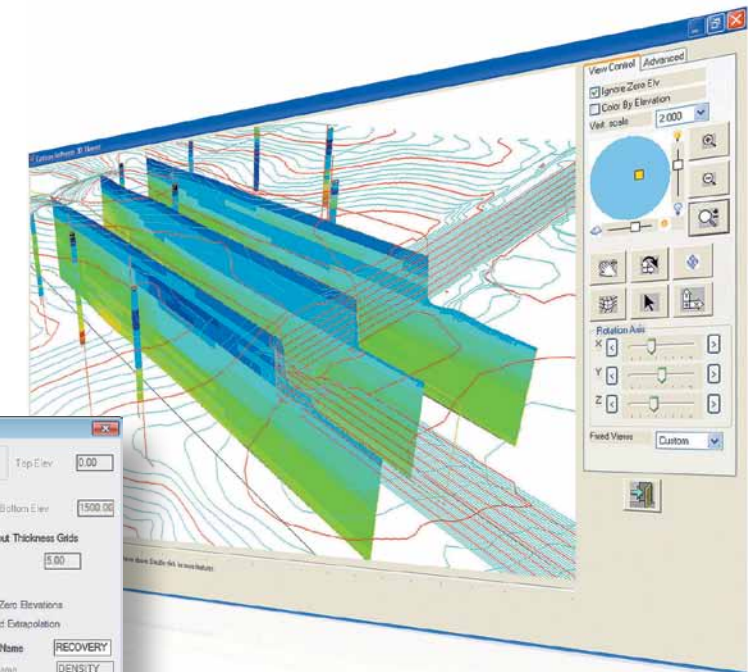 View Control Advanced
Ignore Zero Elv
Color By Elevation
Vert. scale 2.000
Rotation Axis
X < >
Y < >
Z < >
Fixed Views Custom
Top Elev 0.00
Bottom Elev 1500.00
out Thickness Grids
5.00
Zero Elevations
d Extrapolation
Name RECOVERY
DENSITY